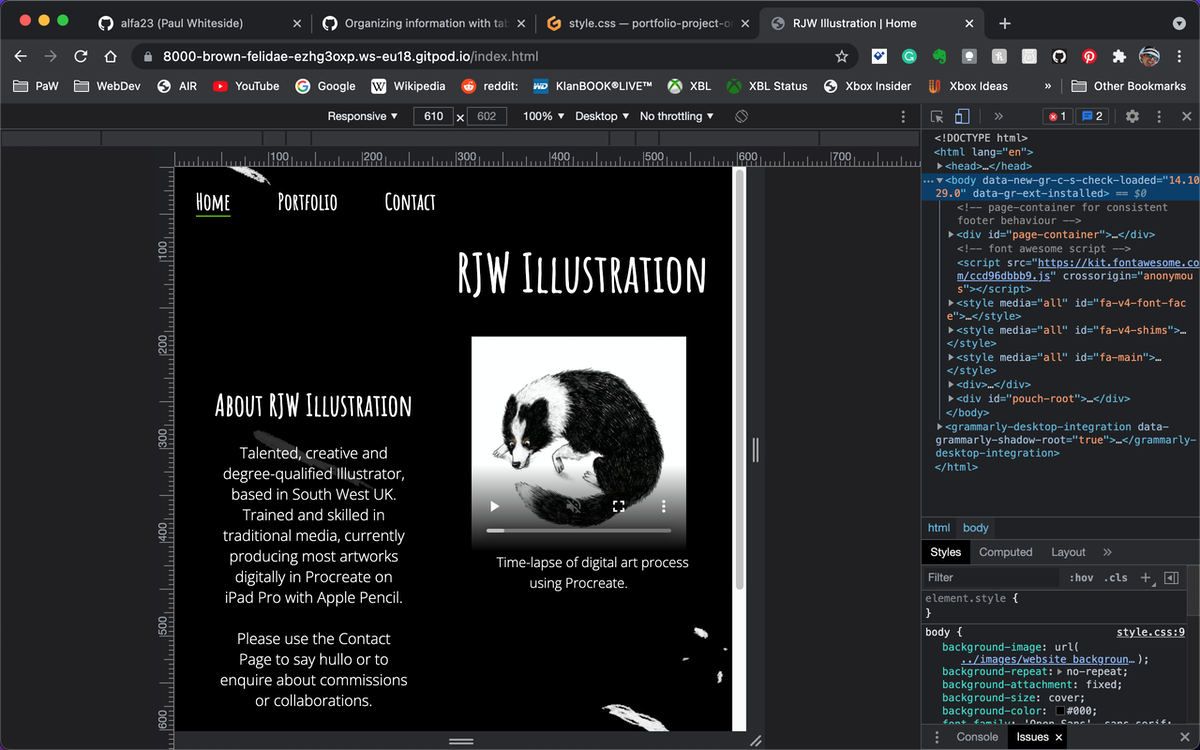 alfa23 (Paul Whiteside)
Organizing information with tab
style.css — portfolio-project-o
RJW Illustration | Home
8000-brown-felidae-ezhg3oxp.ws-eu18.gitpod.io/index.html
PaW WebDev AIR YouTube Google Wikipedia reddit: KlanBOOK®LIVE™ XBL XBL Status Xbox Insider Xbox Ideas » Other Bookmarks
Responsive ▼ 610 x 602 100% ▼ Desktop ▼ No throttling ▼
100 200 300 400 500 600 700
100
200
300
400
500
600
Home Portfolio Contact
RJW Illustration
About RJW Illustration
Talented, creative and
degree-qualified Illustrator,
based in South West UK.
Trained and skilled in
traditional media, currently
producing most artworks
digitally in Procreate on
iPad Pro with Apple Pencil.
Please use the Contact
Page to say hullo or to
enquire about commissions
or collaborations.
Time-lapse of digital art process
using Procreate.
» 1 2
<!DOCTYPE html>
<html lang="en">
<head>…</head>
<body data-new-gr-c-s-check-loaded="14.10
29.0" data-gr-ext-installed> == $0
<!-- page-container for consistent
footer behaviour -->
<div id="page-container">…</div>
<!-- font awesome script -->
<script src="https://kit.fontawesome.co
m/ccd96dbbb9.js" crossorigin="anonymou
s"></script>
<style media="all" id="fa-v4-font-fac
e">…</style>
<style media="all" id="fa-v4-shims">…
</style>
<style media="all" id="fa-main">…
</style>
<div>…</div>
<div id="pouch-root">…</div>
</body>
<grammarly-desktop-integration data-
grammarly-shadow-root="true">…</grammarly-
desktop-integration>
</html>
html body
Styles Computed Layout »
Filter :hov .cls +
element.style {
}
body { style.css:9
background-image: url(
../images/website_backgroun…);
background-repeat: no-repeat;
background-attachment: fixed;
background-size: cover;
background-color: #000;
font-family: 'Open Sans', sans-serif;
Console Issues ×